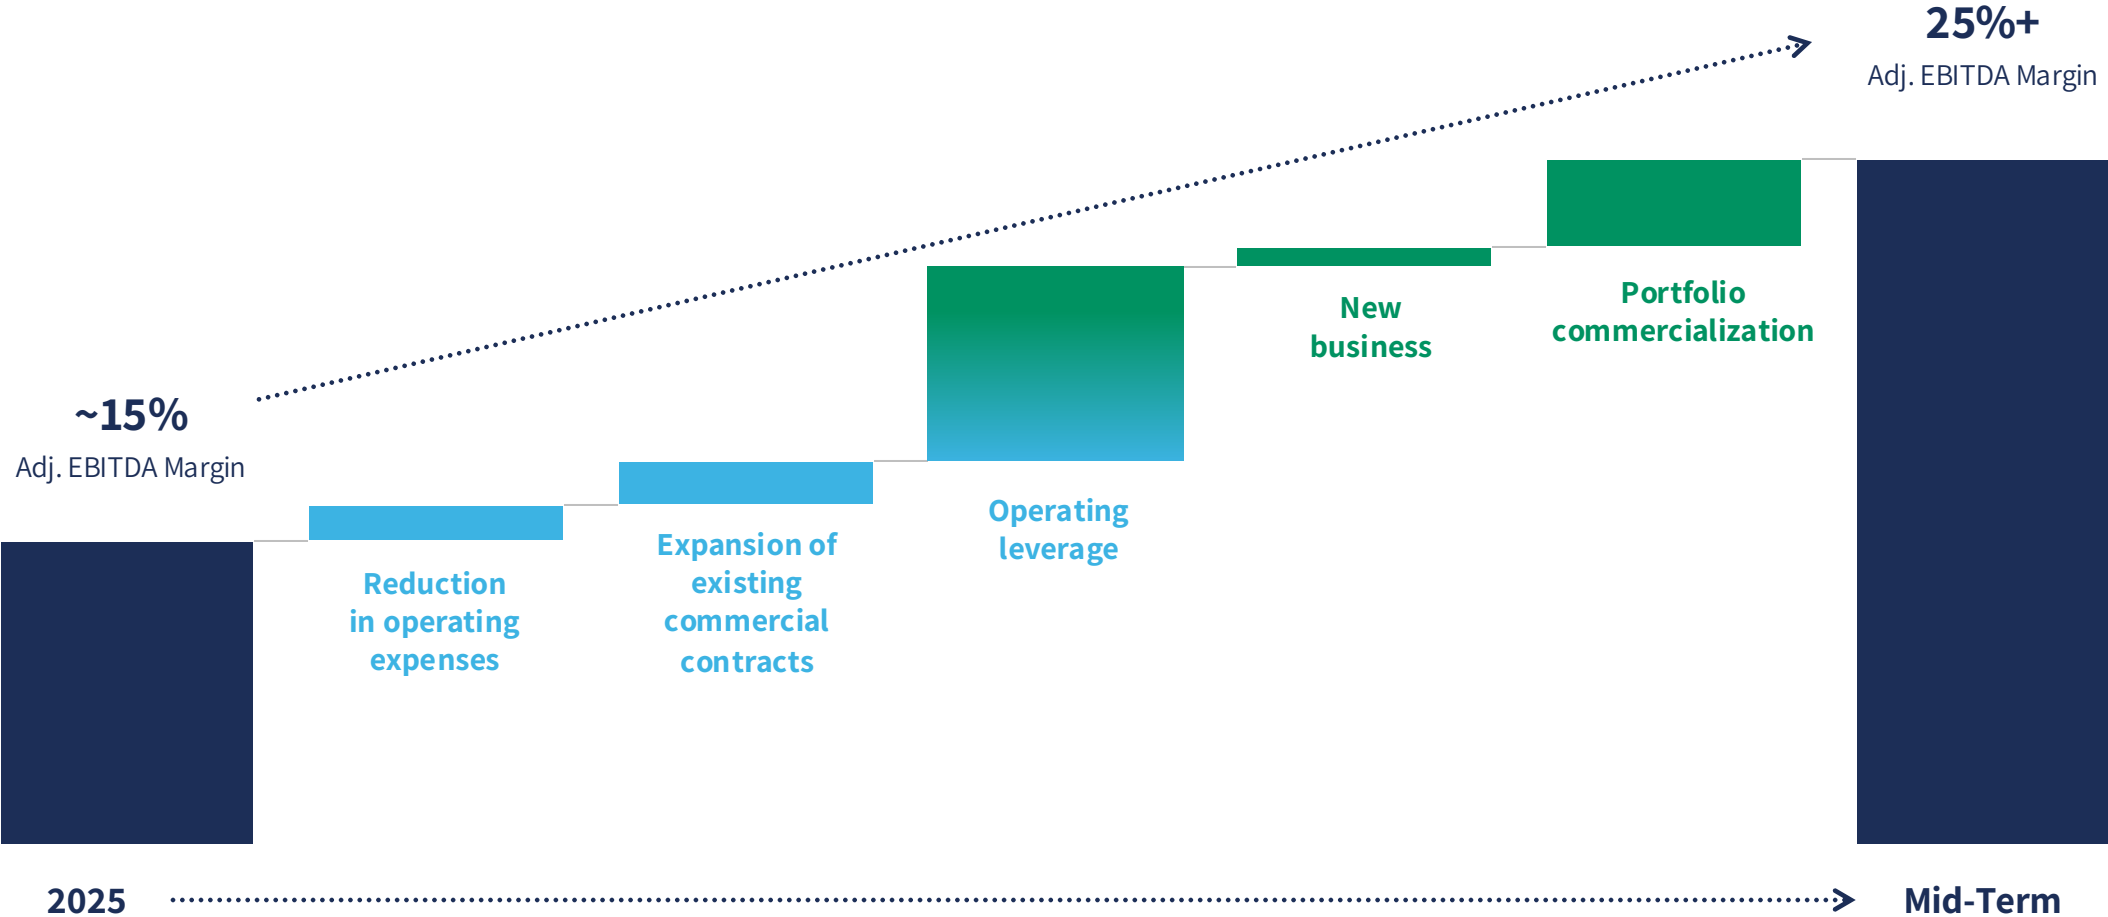 25%+
Adj. EBITDA Margin
~15%
Adj. EBITDA Margin
Reduction
in operating
expenses
Expansion of
existing
commercial
contracts
Operating
leverage
New
business
Portfolio
commercialization
2025
Mid-Term